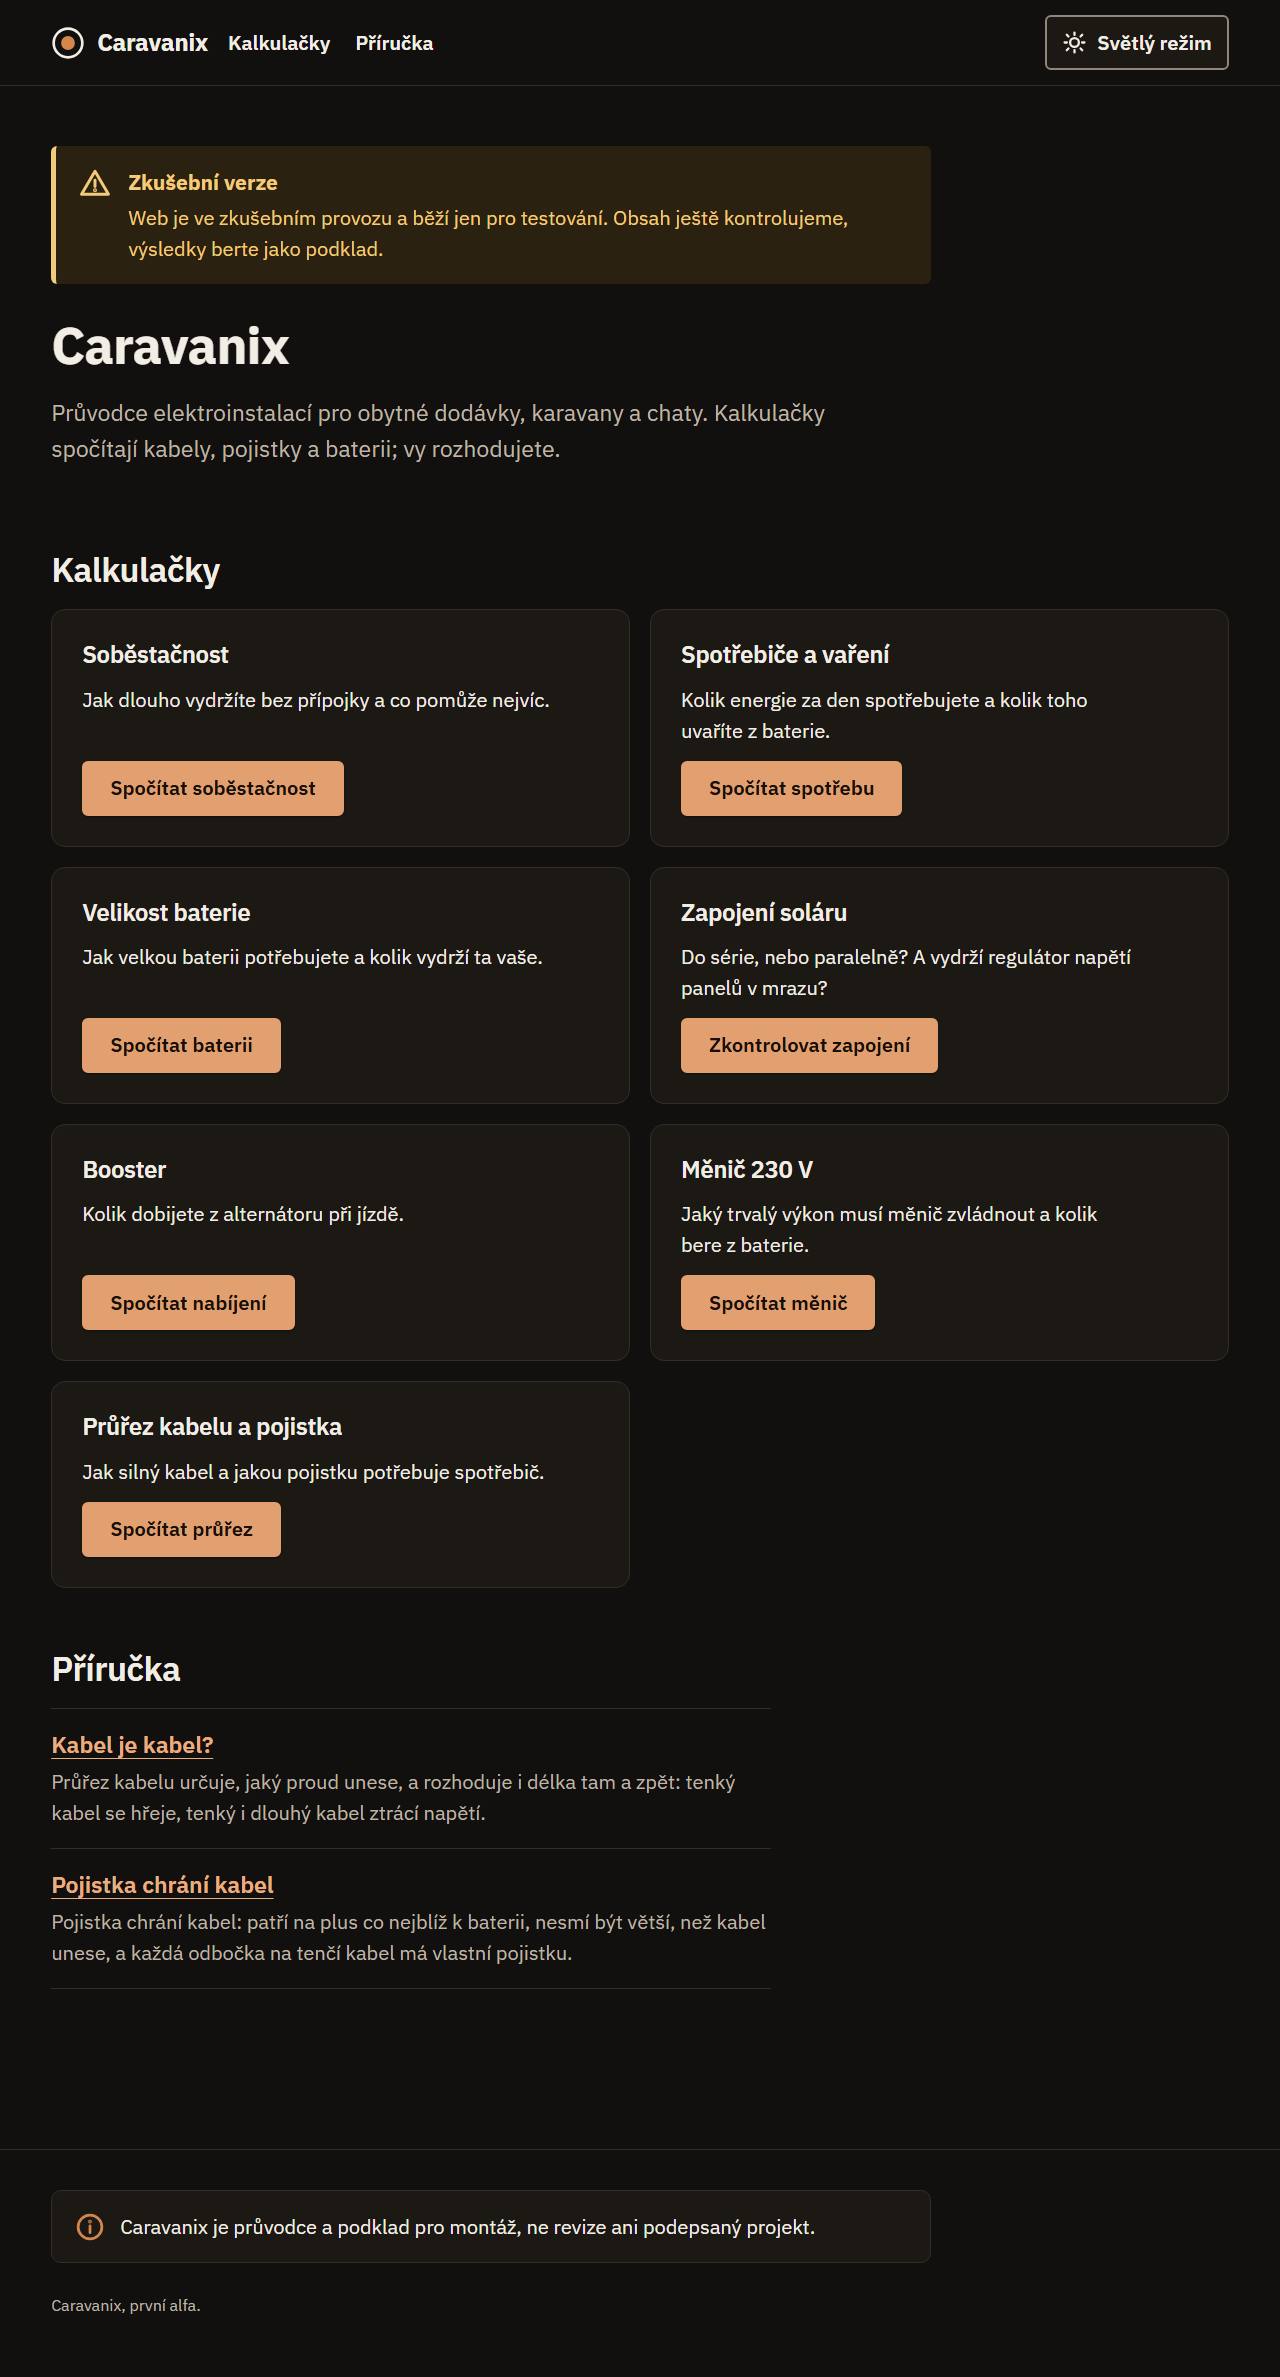 Caravanix
Kalkulačky
Příručka
Světlý režim
Zkušební verze
Web je ve zkušebním provozu a běží jen pro testování. Obsah ještě kontrolujeme,
výsledky berte jako podklad.
Caravanix
Průvodce elektroinstalací pro obytné dodávky, karavany a chaty. Kalkulačky
spočítají kabely, pojistky a baterii; vy rozhodujete.
Kalkulačky
Soběstačnost
Jak dlouho vydržíte bez přípojky a co pomůže nejvíc.
Spočítat soběstačnost
Spotřebiče a vaření
Kolik energie za den spotřebujete a kolik toho
uvaříte z baterie.
Spočítat spotřebu
Velikost baterie
Jak velkou baterii potřebujete a kolik vydrží ta vaše.
Spočítat baterii
Zapojení soláru
Do série, nebo paralelně? A vydrží regulátor napětí
panelů v mrazu?
Zkontrolovat zapojení
Booster
Kolik dobijete z alternátoru při jízdě.
Spočítat nabíjení
Měnič 230 V
Jaký trvalý výkon musí měnič zvládnout a kolik
bere z baterie.
Spočítat měnič
Průřez kabelu a pojistka
Jak silný kabel a jakou pojistku potřebuje spotřebič.
Spočítat průřez
Příručka
Kabel je kabel?
Průřez kabelu určuje, jaký proud unese, a rozhoduje i délka tam a zpět: tenký
kabel se hřeje, tenký i dlouhý kabel ztrácí napětí.
Pojistka chrání kabel
Pojistka chrání kabel: patří na plus co nejblíž k baterii, nesmí být větší, než kabel
unese, a každá odbočka na tenčí kabel má vlastní pojistku.
Caravanix je průvodce a podklad pro montáž, ne revize ani podepsaný projekt.
Caravanix, první alfa.